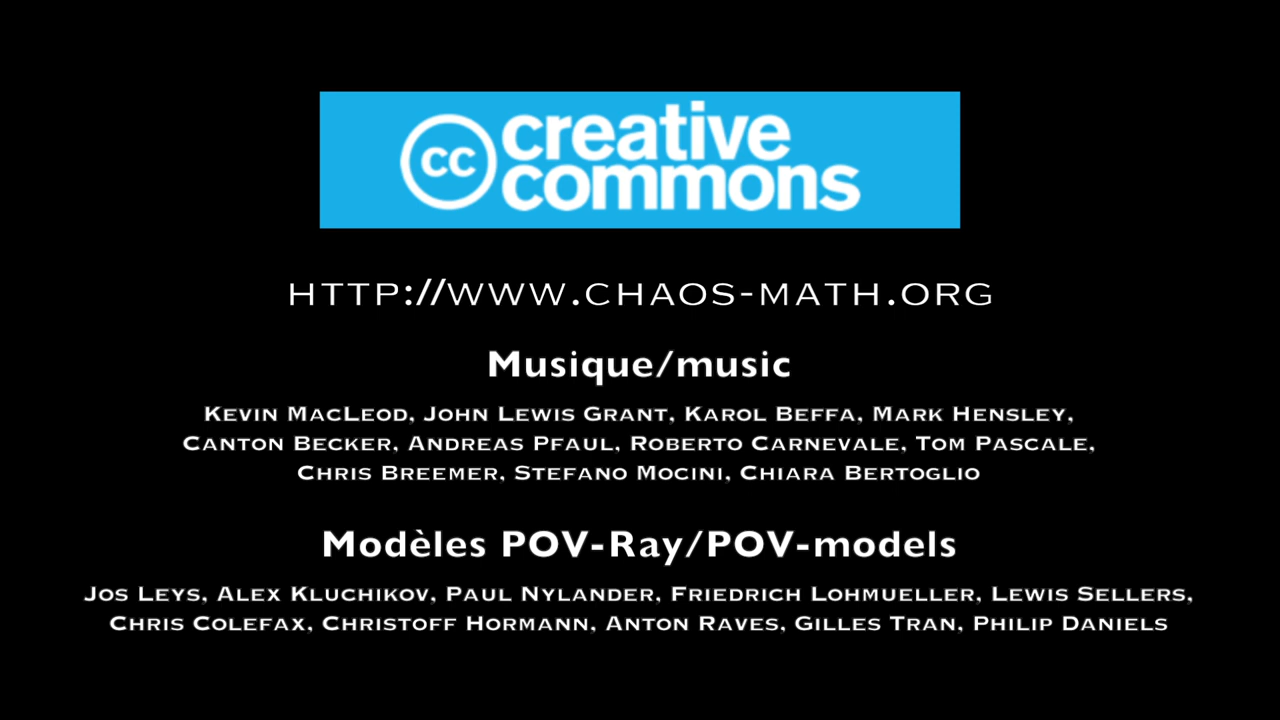 cc creative
commons
HTTP://WWW.CHAOS-MATH.ORG
Musique/music
KEVIN MACLEOD, JOHN LEWIS GRANT, KAROL BEFFA, MARK HENSLEY,
CANTON BECKER, ANDREAS PFAUL, ROBERTO CARNEVALE, TOM PASCALE,
CHRIS BREEMER, STEFANO MOCINI, CHIARA BERTOGLIO
Modèles POV-Ray/POV-models
JOS LEYS, ALEX KLUCHIKOV, PAUL NYLANDER, FRIEDRICH LOHMUELLER, LEWIS SELLERS,
CHRIS COLEFAX, CHRISTOFF HORMANN, ANTON RAVES, GILLES TRAN, PHILIP DANIELS